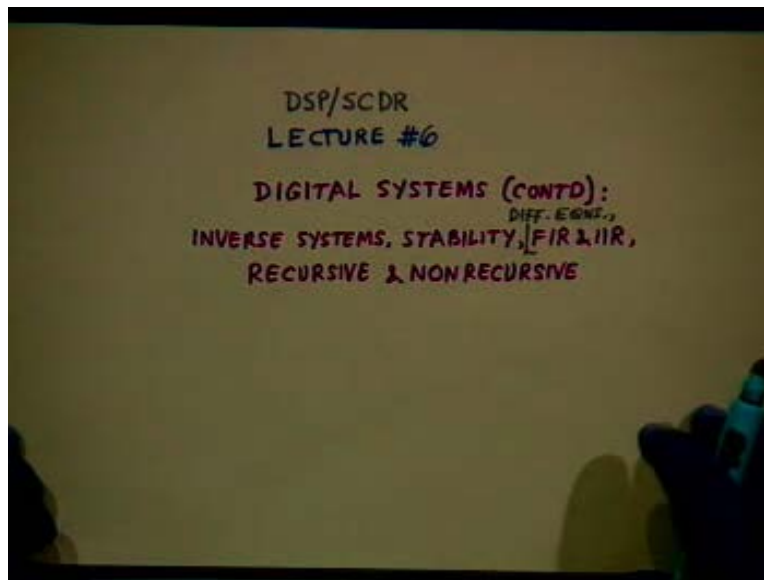 DSP/SCDR
LECTURE #6
DIGITAL SYSTEMS (CONTD):
DIFF. EQNS.,
INVERSE SYSTEMS, STABILITY, FIR & IIR,
RECURSIVE & NONRECURSIVE